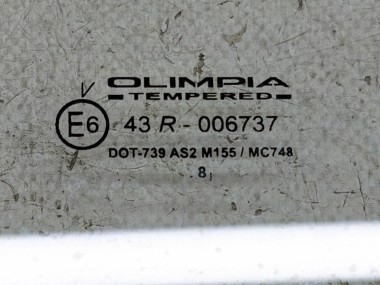 V OLIMPIA
TEMPERED
E6 43 R - 006737
DOT-739 AS2 M155 / MC748
. 8 ,